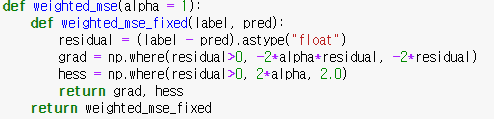 def weighted_mse(alpha = 1):
    def weighted_mse_fixed(label, pred):
        residual = (label - pred).astype("float")
        grad = np.where(residual>0, -2*alpha*residual, -2*residual)
        hess = np.where(residual>0, 2*alpha, 2.0)
        return grad, hess
    return weighted_mse_fixed